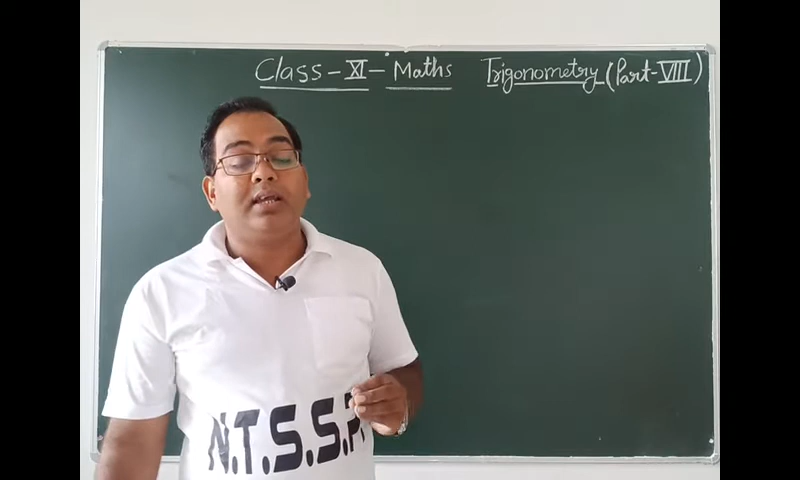 Class - XI - Maths Trigonometry (Part-VIII)
N.T.S.S.P.